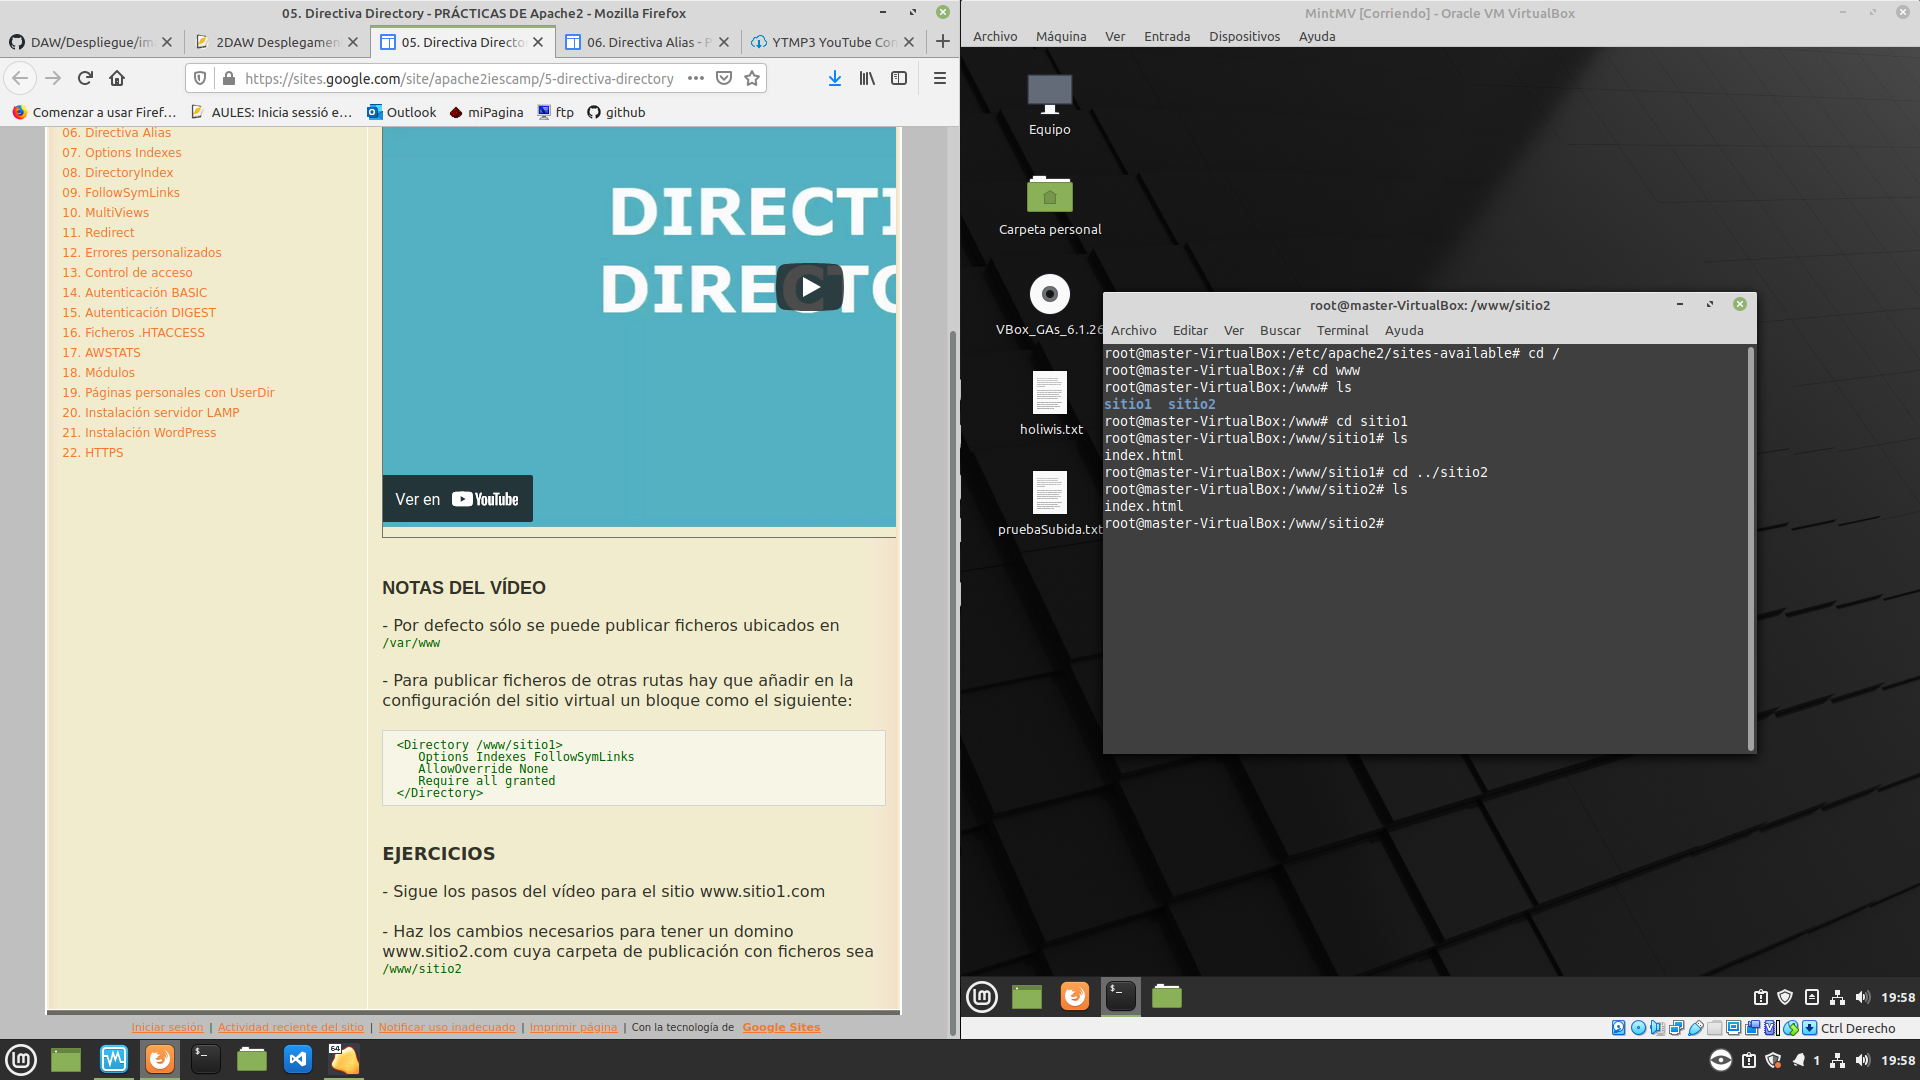 05. Directiva Directory - PRÁCTICAS DE Apache2 - Mozilla Firefox
DAW/Despliegue/im
2DAW Desplegamen
05. Directiva Directo
06. Directiva Alias - P
YTMP3 YouTube Con
https://sites.google.com/site/apache2iescamp/5-directiva-directory
Comenzar a usar Firef…
AULES: Inicia sessió e…
Outlook
miPagina
ftp
github
06. Directiva Alias
07. Options Indexes
08. DirectoryIndex
09. FollowSymLinks
10. MultiViews
11. Redirect
12. Errores personalizados
13. Control de acceso
14. Autenticación BASIC
15. Autenticación DIGEST
16. Ficheros .HTACCESS
17. AWSTATS
18. Módulos
19. Páginas personales con UserDir
20. Instalación servidor LAMP
21. Instalación WordPress
22. HTTPS
DIRECTI
DIRECTO
Ver en YouTube
NOTAS DEL VÍDEO
- Por defecto sólo se puede publicar ficheros ubicados en
/var/www
- Para publicar ficheros de otras rutas hay que añadir en la
configuración del sitio virtual un bloque como el siguiente:
<Directory /www/sitio1>
Options Indexes FollowSymLinks
AllowOverride None
Require all granted
</Directory>
EJERCICIOS
- Sigue los pasos del vídeo para el sitio www.sitio1.com
- Haz los cambios necesarios para tener un domino
www.sitio2.com cuya carpeta de publicación con ficheros sea
/www/sitio2
Iniciar sesión | Actividad reciente del sitio | Notificar uso inadecuado | Imprimir página | Con la tecnología de Google Sites
MintMV [Corriendo] - Oracle VM VirtualBox
Archivo Máquina Ver Entrada Dispositivos Ayuda
Equipo
Carpeta personal
VBox_GAs_6.1.26
holiwis.txt
pruebaSubida.txt
root@master-VirtualBox: /www/sitio2
Archivo Editar Ver Buscar Terminal Ayuda
root@master-VirtualBox:/etc/apache2/sites-available# cd /
root@master-VirtualBox:/# cd www
root@master-VirtualBox:/www# ls
sitio1 sitio2
root@master-VirtualBox:/www# cd sitio1
root@master-VirtualBox:/www/sitio1# ls
index.html
root@master-VirtualBox:/www/sitio1# cd ../sitio2
root@master-VirtualBox:/www/sitio2# ls
index.html
root@master-VirtualBox:/www/sitio2#
19:58
Ctrl Derecho
64
1
19:58